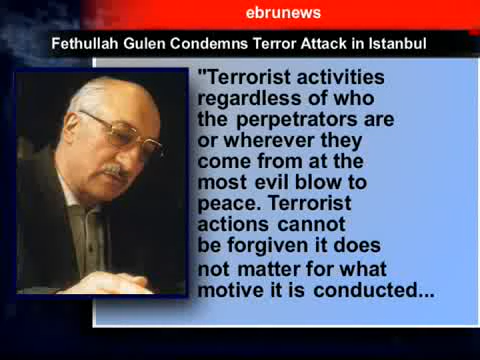 ebrunews
Fethullah Gulen Condemns Terror Attack in Istanbul
"Terrorist activities
regardless of who
the perpetrators are
or wherever they
come from at the
most evil blow to
peace. Terrorist
actions cannot
be forgiven it does
not matter for what
motive it is conducted...